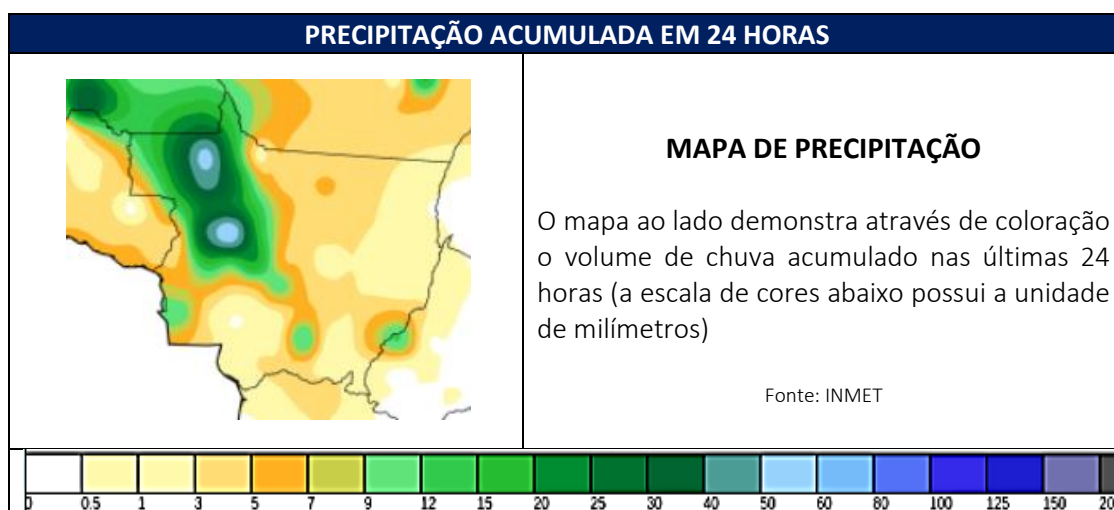 PRECIPITAÇÃO ACUMULADA EM 24 HORAS
MAPA DE PRECIPITAÇÃO
O mapa ao lado demonstra através de coloração
o volume de chuva acumulado nas últimas 24
horas (a escala de cores abaixo possui a unidade
de milímetros)
Fonte: INMET
0 0.5 1 3 5 7 9 12 15 20 25 30 40 50 60 80 100 125 150